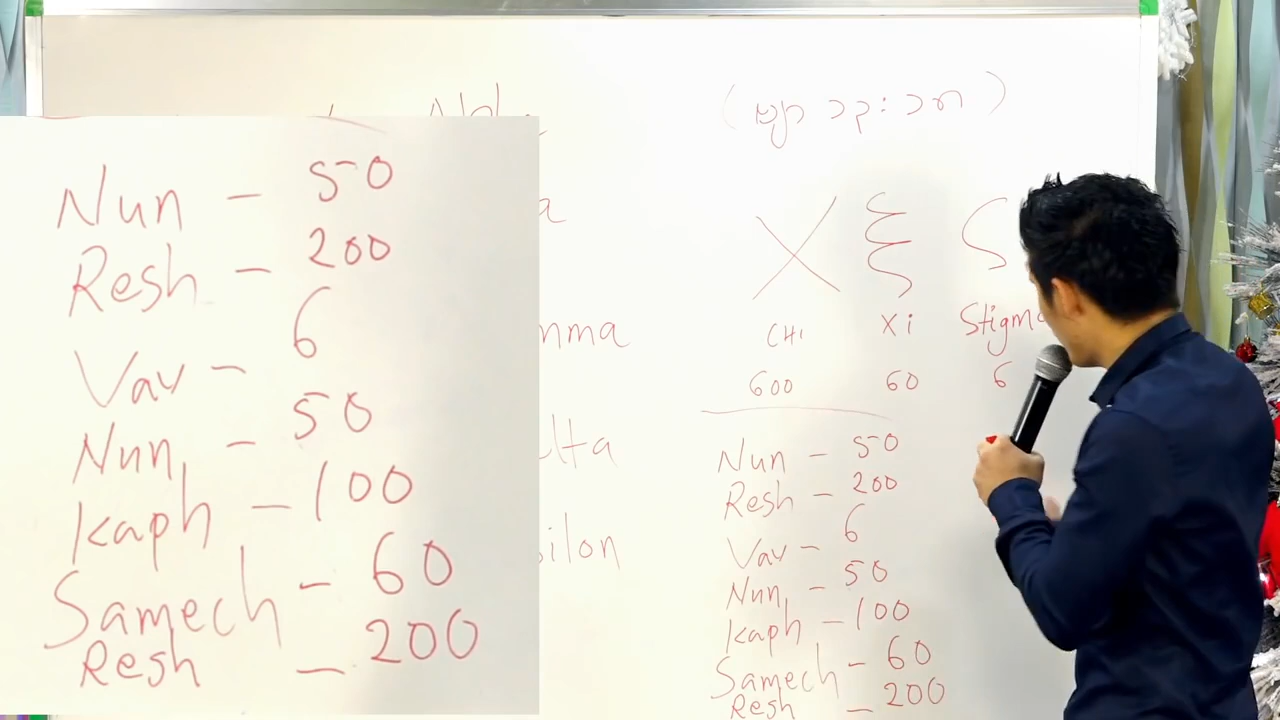 Nun - 50
Resh - 200
Vav - 6
Nun - 50
Kaph - 100
Samech - 60
Resh - 200
X ξ ς
CHI Xi Stigma
600 60 6
Nun - 50
Resh - 200
Vav - 6
Nun - 50
Kaph - 100
Samech - 60
Resh - 200
a
mma
lta
silon